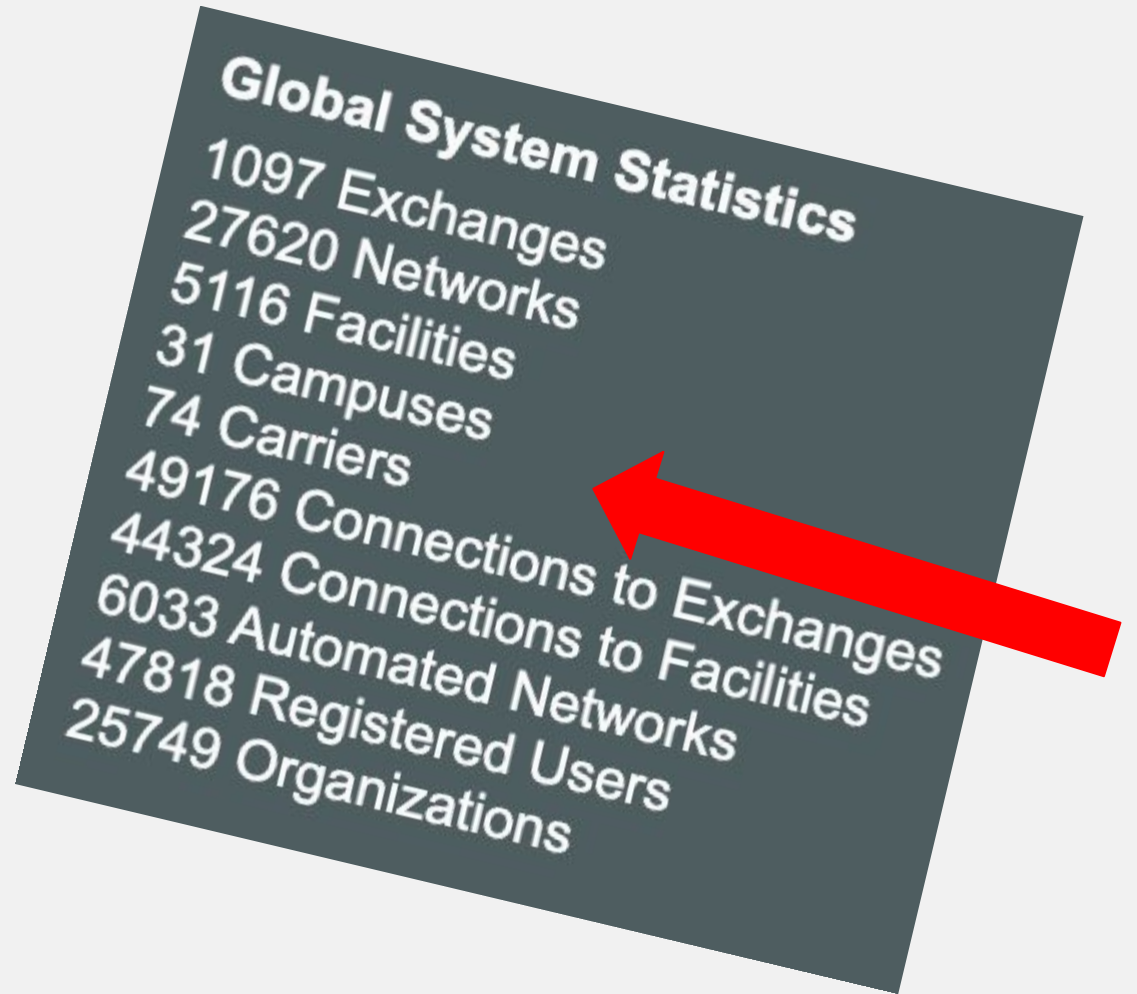 Global System Statistics
1097 Exchanges
27620 Networks
5116 Facilities
31 Campuses
74 Carriers
49176 Connections to Exchanges
44324 Connections to Facilities
6033 Automated Networks
47818 Registered Users
25749 Organizations